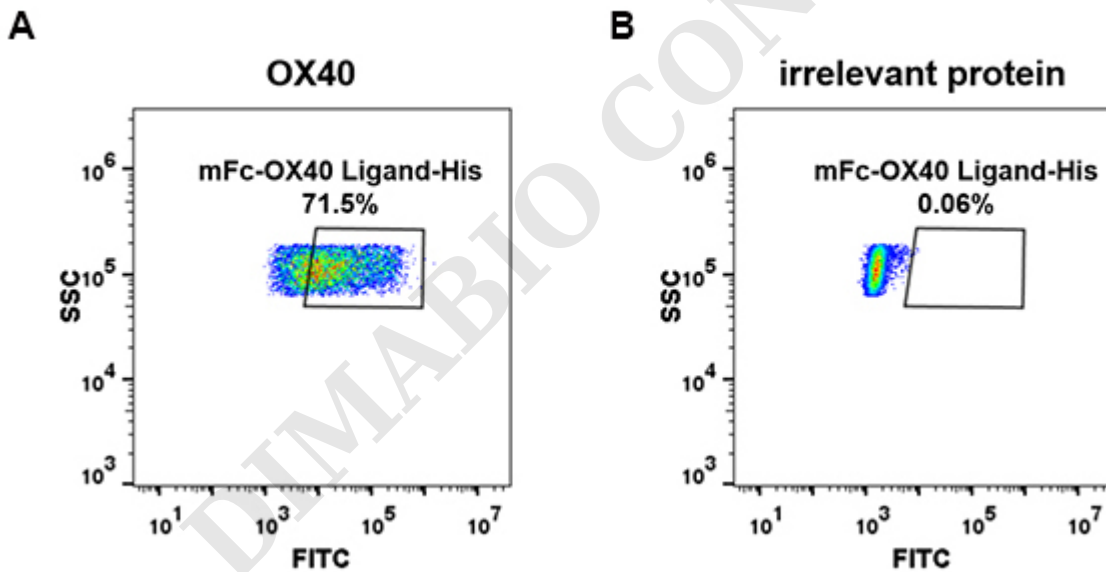 A
OX40
mFc-OX40 Ligand-His
71.5%
SSC
10^6
10^5
10^4
10^3
10^1
10^3
10^5
10^7
FITC
B
irrelevant protein
mFc-OX40 Ligand-His
0.06%
SSC
10^6
10^5
10^4
10^3
10^1
10^3
10^5
10^7
FITC
DIMABIO CON